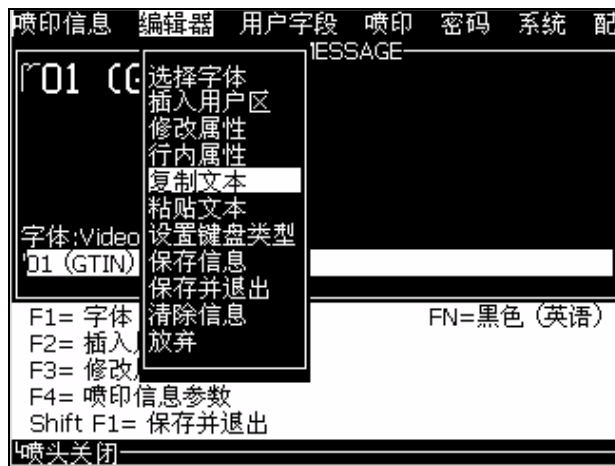 喷印信息 编辑器 用户字段 喷印 密码 系统 配
MESSAGE
01 (G
选择字体
插入用户区
修改属性
行内属性
复制文本
粘贴文本
设置键盘类型
保存信息
保存并退出
清除信息
放弃
字体:Video
01 (GTIN)
F1= 字体
FN=黑色 (英语)
F2= 插入
F3= 修改
F4= 喷印信息参数
Shift F1= 保存并退出
喷头关闭